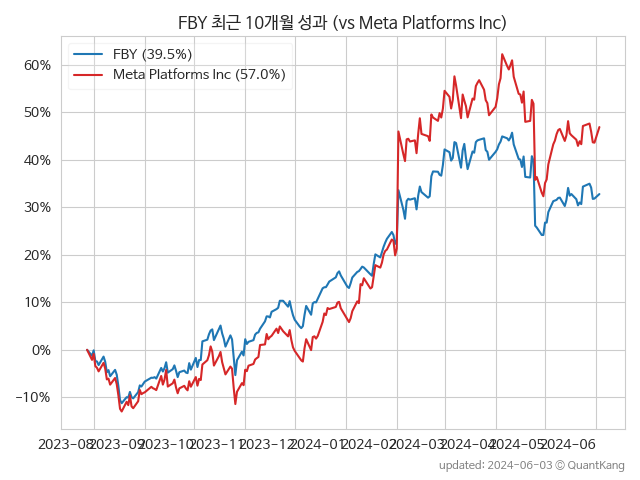 FBY 최근 10개월 성과 (vs Meta Platforms Inc)
FBY (39.5%)
Meta Platforms Inc (57.0%)
60%
50%
40%
30%
20%
10%
0%
−10%
2023-08 2023-09 2023-10 2023-11 2023-12 2024-01 2024-02 2024-03 2024-04 2024-05 2024-06
updated: 2024-06-03 © QuantKang